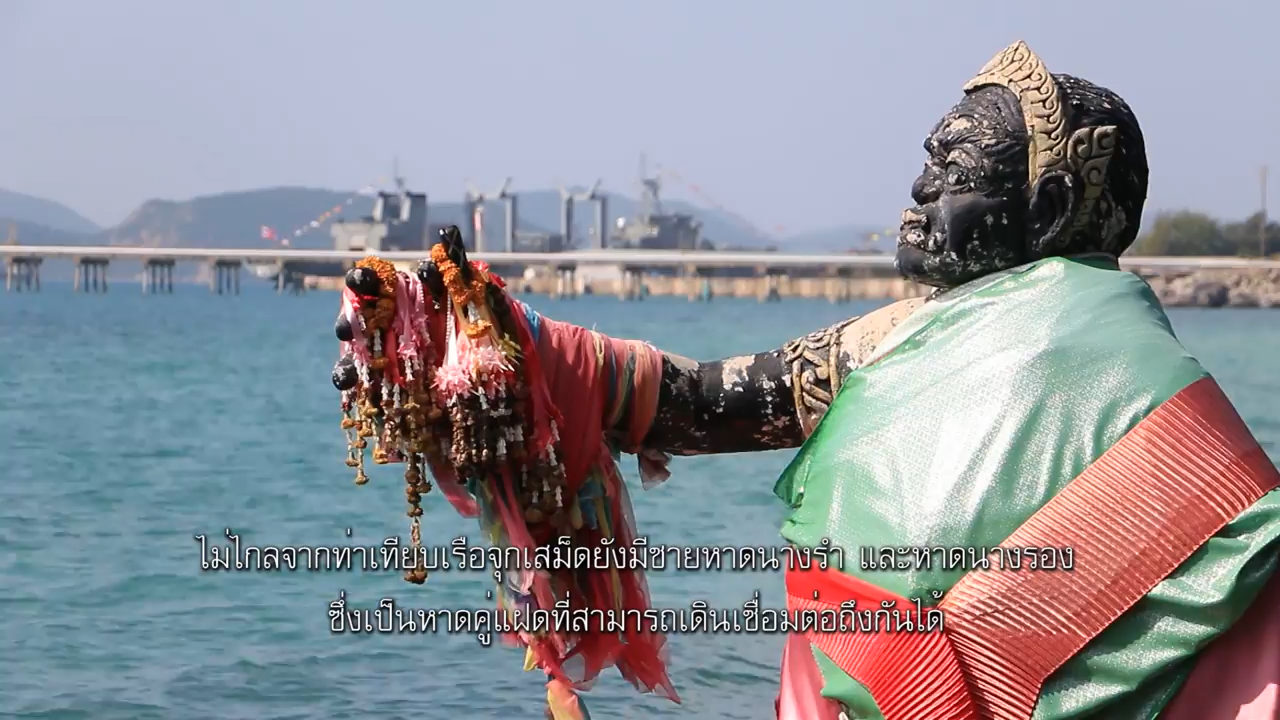 ไม่ไกลจากท่าเทียบเรือจุกเสม็ดยังมีชายหาดนางรำ และหาดนางรอง
ซึ่งเป็นหาดคู่แฝดที่สามารถเดินเชื่อมต่อถึงกันได้